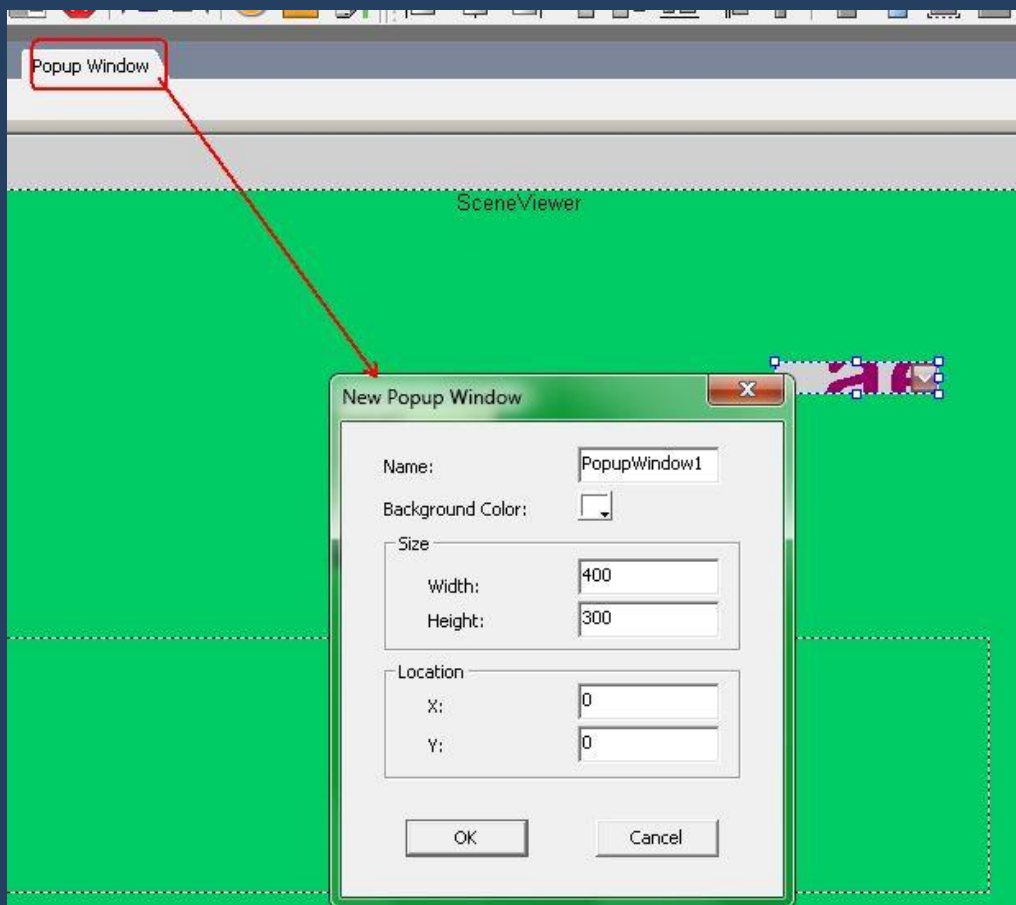 Popup Window
SceneViewer
New Popup Window
Name:
PopupWindow1
Background Color:
Size
Width:
400
Height:
300
Location
X:
0
Y:
0
OK
Cancel